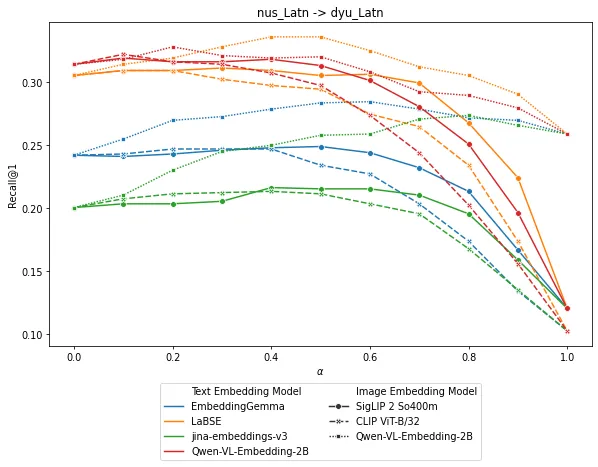 nus_Latn -> dyu_Latn
Recall@1
0.30
0.25
0.20
0.15
0.10
0.0 0.2 0.4 0.6 0.8 1.0
α
Text Embedding Model Image Embedding Model
EmbeddingGemma SigLIP 2 So400m
LaBSE CLIP ViT-B/32
jina-embeddings-v3 Qwen-VL-Embedding-2B
Qwen-VL-Embedding-2B